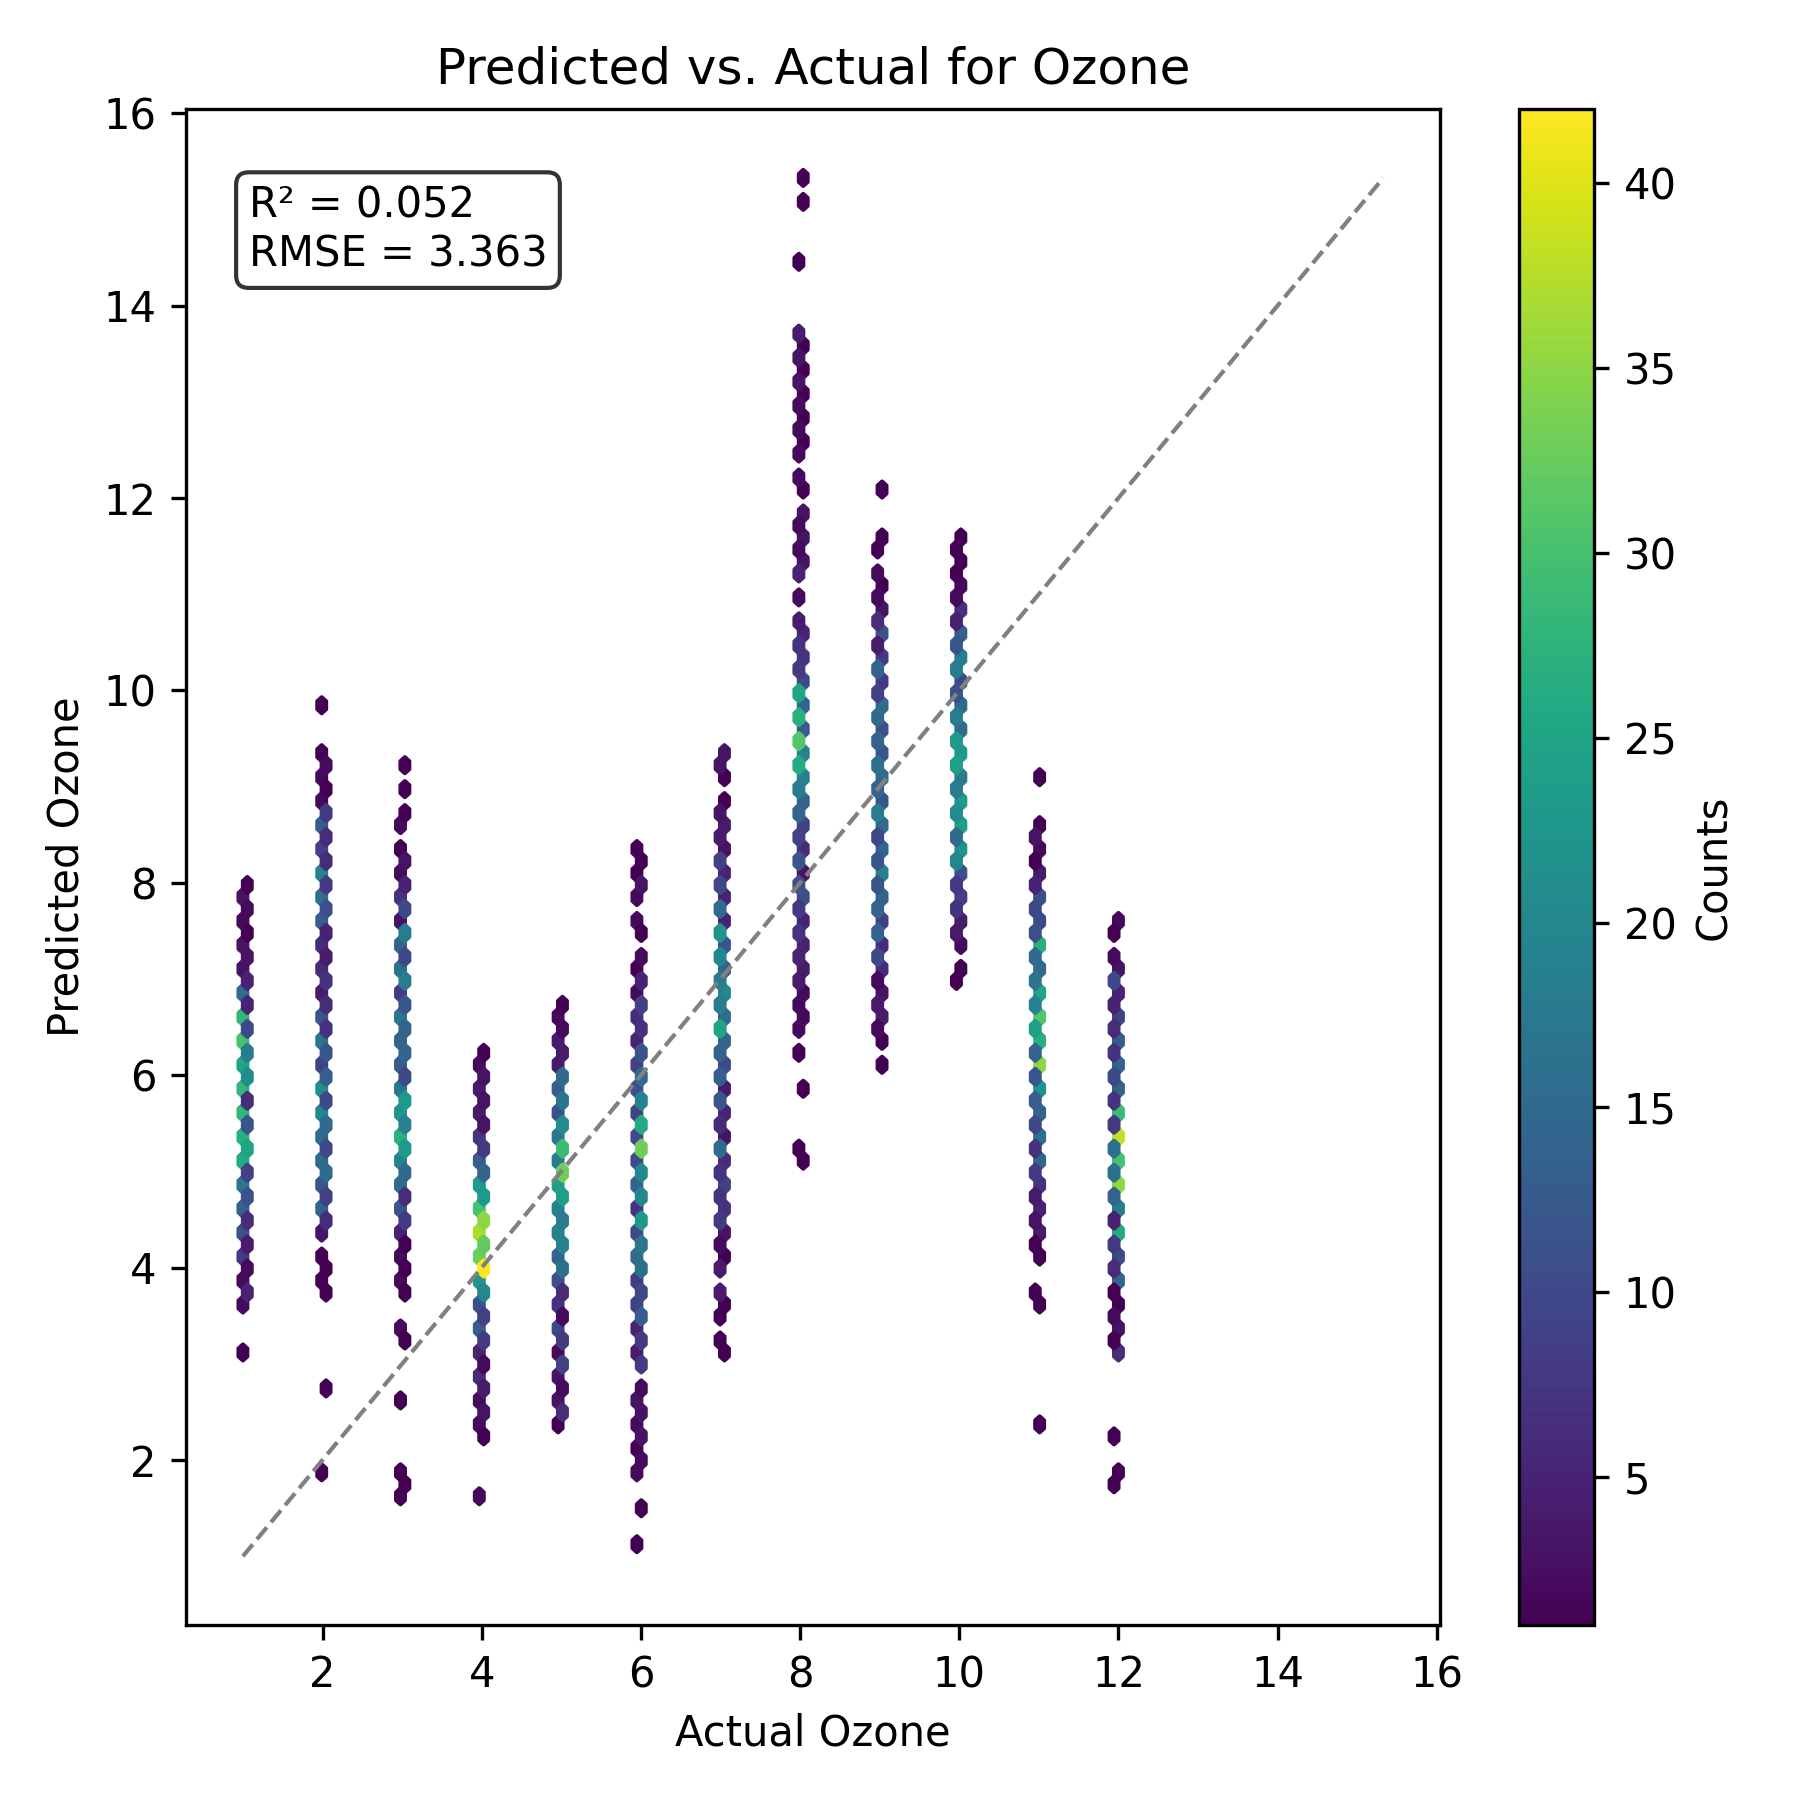 Predicted vs. Actual for Ozone
R² = 0.052
RMSE = 3.363
16
14
12
10
8
6
4
2
Predicted Ozone
2 4 6 8 10 12 14 16
Actual Ozone
40
35
30
25
20
15
10
5
Counts